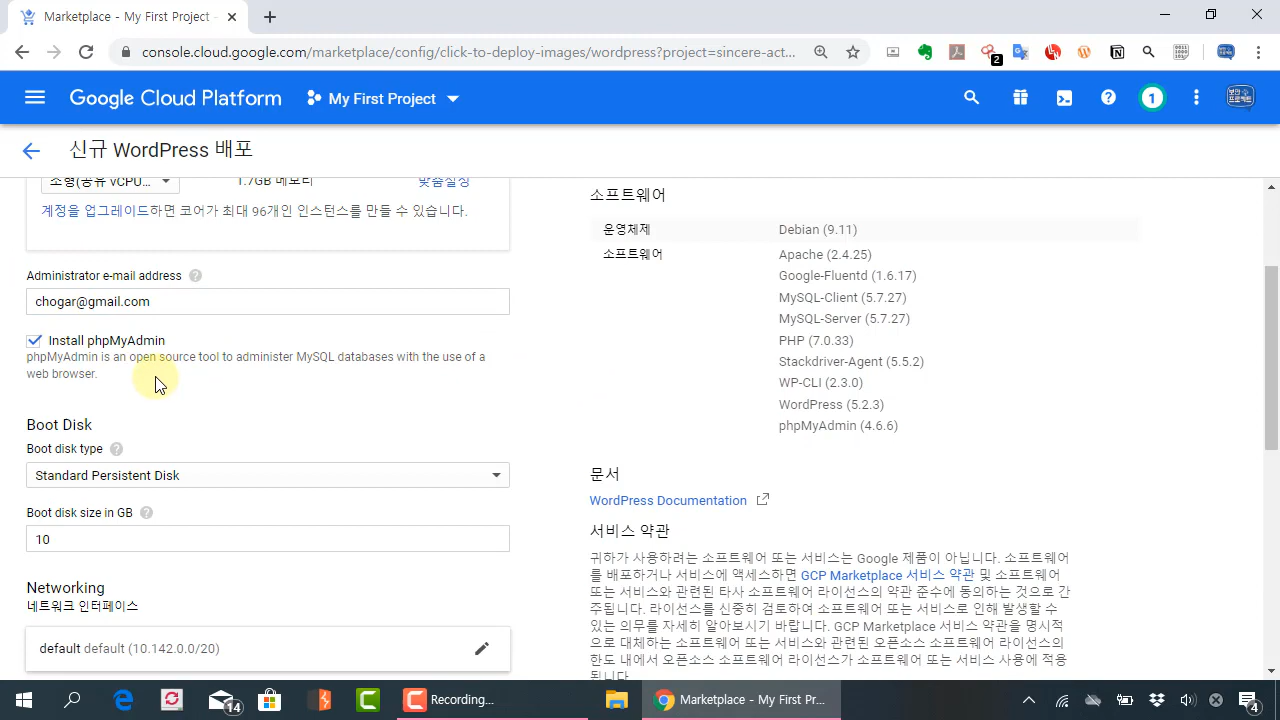 Marketplace - My First Project
console.cloud.google.com/marketplace/config/click-to-deploy-images/wordpress?project=sincere-act...
2
Google Cloud Platform
My First Project
1
신규 WordPress 배포
소형(공유 vCPU...
1.7GB 메모리
맞춤설정
계정을 업그레이드하면 코어가 최대 96개인 인스턴스를 만들 수 있습니다.
Administrator e-mail address
chogar@gmail.com
Install phpMyAdmin
phpMyAdmin is an open source tool to administer MySQL databases with the use of a
web browser.
Boot Disk
Boot disk type
Standard Persistent Disk
Boot disk size in GB
10
Networking
네트워크 인터페이스
default default (10.142.0.0/20)
소프트웨어
운영체제 Debian (9.11)
소프트웨어 Apache (2.4.25)
Google-Fluentd (1.6.17)
MySQL-Client (5.7.27)
MySQL-Server (5.7.27)
PHP (7.0.33)
Stackdriver-Agent (5.5.2)
WP-CLI (2.3.0)
WordPress (5.2.3)
phpMyAdmin (4.6.6)
문서
WordPress Documentation
서비스 약관
귀하가 사용하려는 소프트웨어 또는 서비스는 Google 제품이 아닙니다. 소프트웨어
를 배포하거나 서비스에 액세스하면 GCP Marketplace 서비스 약관 및 소프트웨어
또는 서비스와 관련된 타사 소프트웨어 라이선스의 약관 준수에 동의하는 것으로 간
주됩니다. 라이선스를 신중히 검토하여 소프트웨어 또는 서비스로 인해 발생할 수
있는 의무를 자세히 알아보시기 바랍니다. GCP Marketplace 서비스 약관을 명시적
으로 대체하는 소프트웨어 또는 서비스와 관련된 오픈소스 소프트웨어 라이선스의
한도 내에서 오픈소스 소프트웨어 라이선스가 소프트웨어 또는 서비스 사용에 적용
됩니다.
14
Recording...
Marketplace - My First Pr...
4